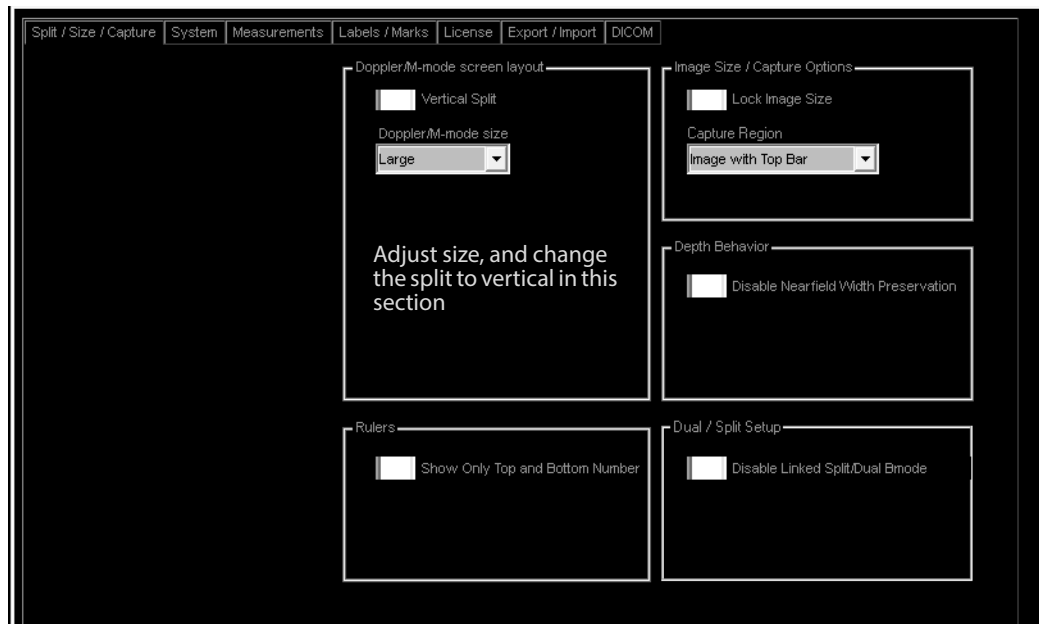 Split / Size / Capture System Measurements Labels / Marks License Export / Import DICOM
Doppler/M-mode screen layout
Vertical Split
Doppler/M-mode size
Large
Adjust size, and change
the split to vertical in this
section
Image Size / Capture Options
Lock Image Size
Capture Region
Image with Top Bar
Depth Behavior
Disable Nearfield Width Preservation
Rulers
Show Only Top and Bottom Number
Dual / Split Setup
Disable Linked Split/Dual Bmode